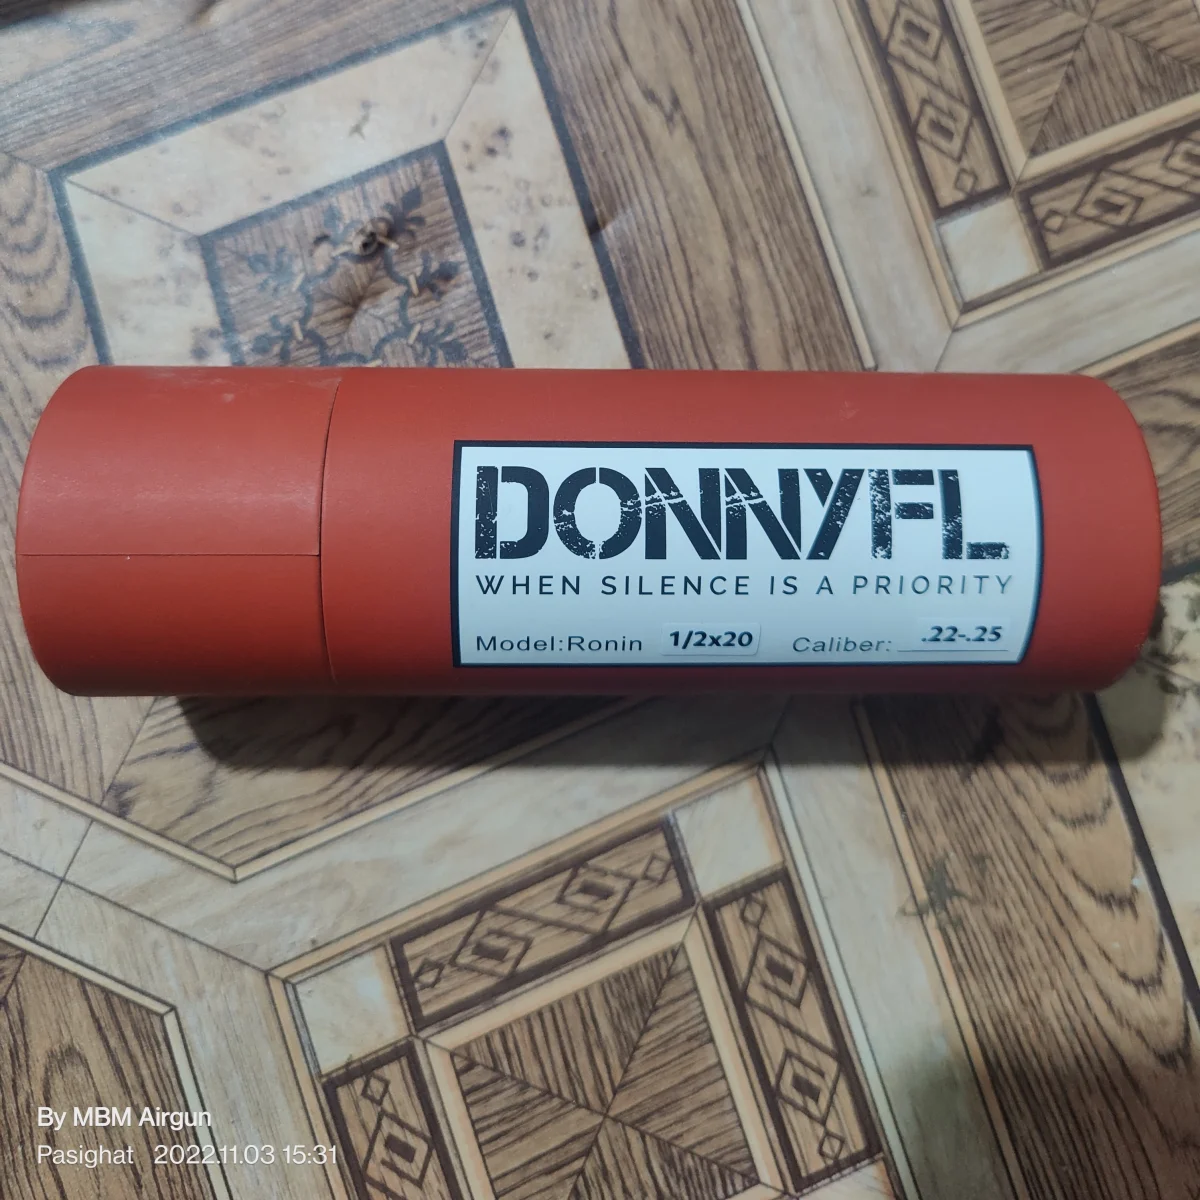 DONNYFL
WHEN SILENCE IS A PRIORITY
Model:Ronin 1/2x20 Caliber: .22-.25
By MBM Airgun
Pasighat 2022.11.03 15:31